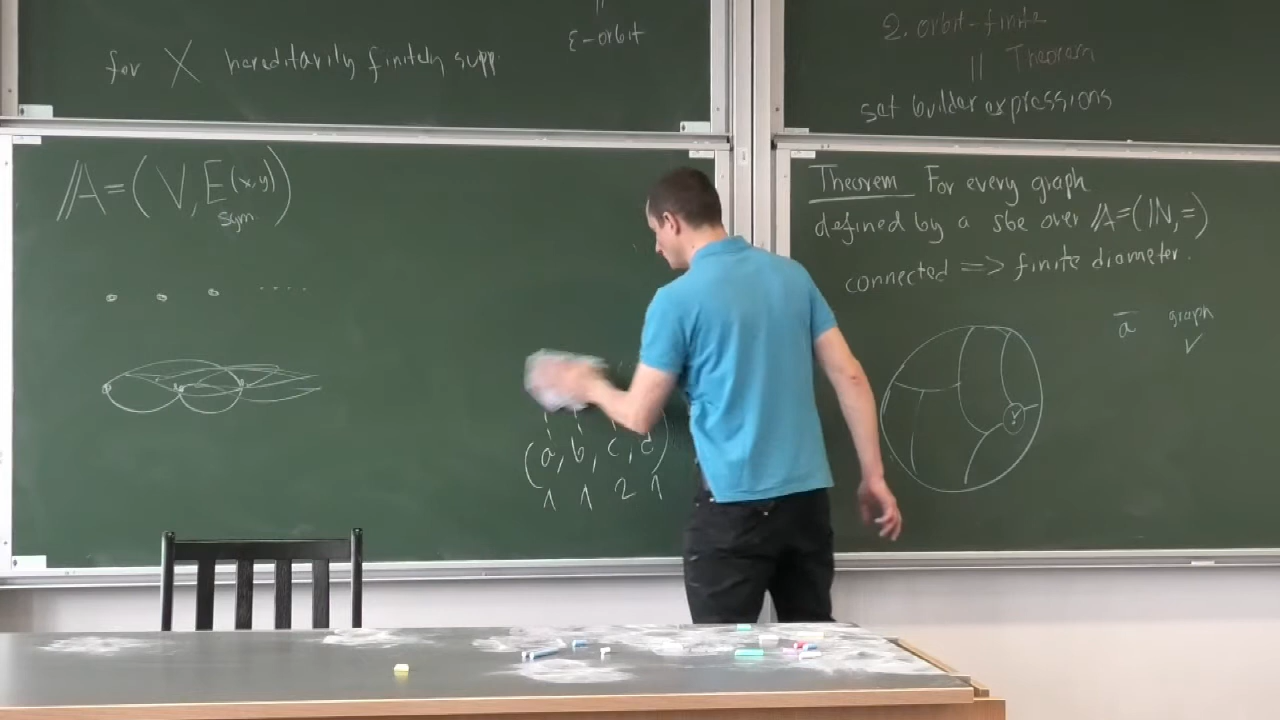 for X hereditarily finitely supp.
||
ε-orbit
2. orbit-finite
|| Theorem
set builder expressions
𝔸=(V,E(x,y))
sym.
. . . ....
(a, b, c, d)
1 1 2 1
Theorem For every graph
defined by a sbe over 𝔸=(ℕ,=)
connected => finite diameter.
a̅ graph
✓